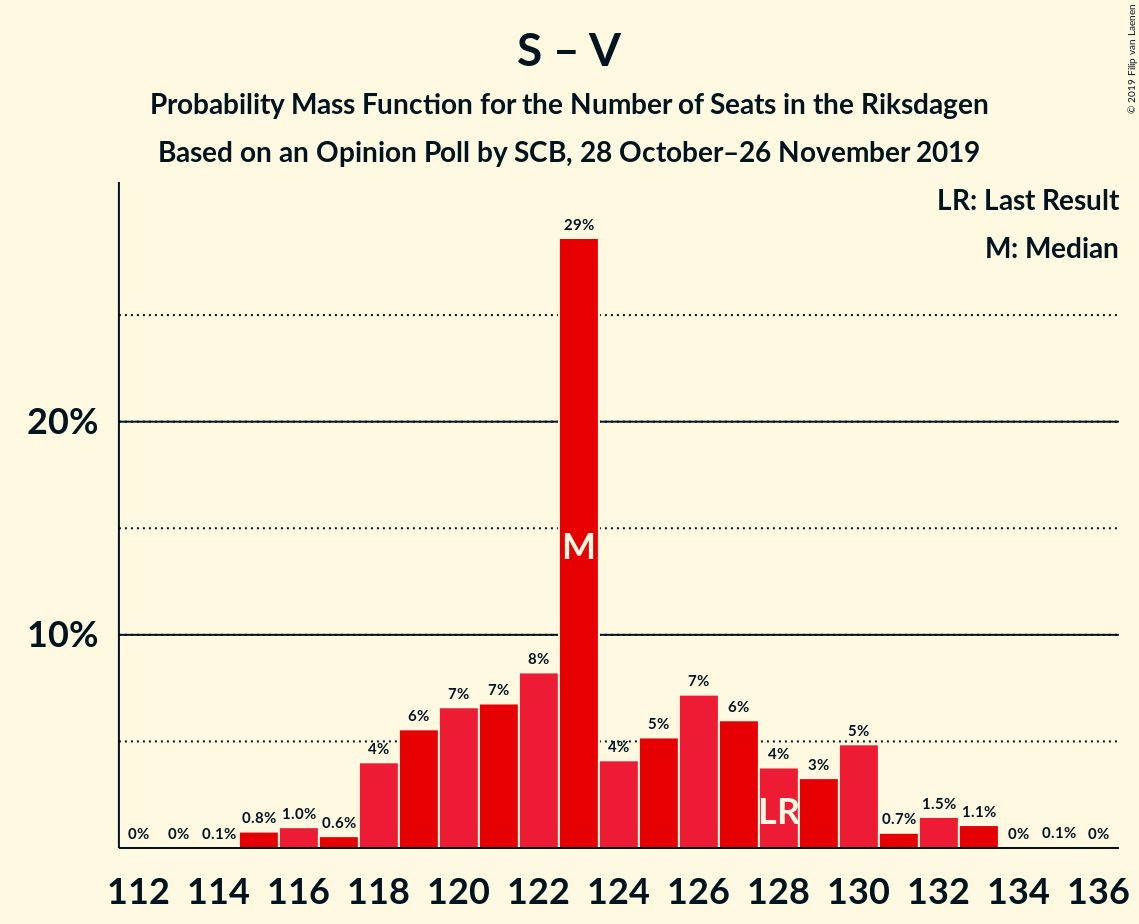 S – V
Probability Mass Function for the Number of Seats in the Riksdagen
Based on an Opinion Poll by SCB, 28 October–26 November 2019
© 2019 Filip van Laenen
LR: Last Result
M: Median
20%
10%
0% 0% 0.1% 0.8% 1.0% 0.6% 4% 6% 7% 7% 8% 29% 4% 5% 7% 6% 4% 3% 5% 0.7% 1.5% 1.1% 0% 0.1% 0%
M
LR
112 114 116 118 120 122 124 126 128 130 132 134 136